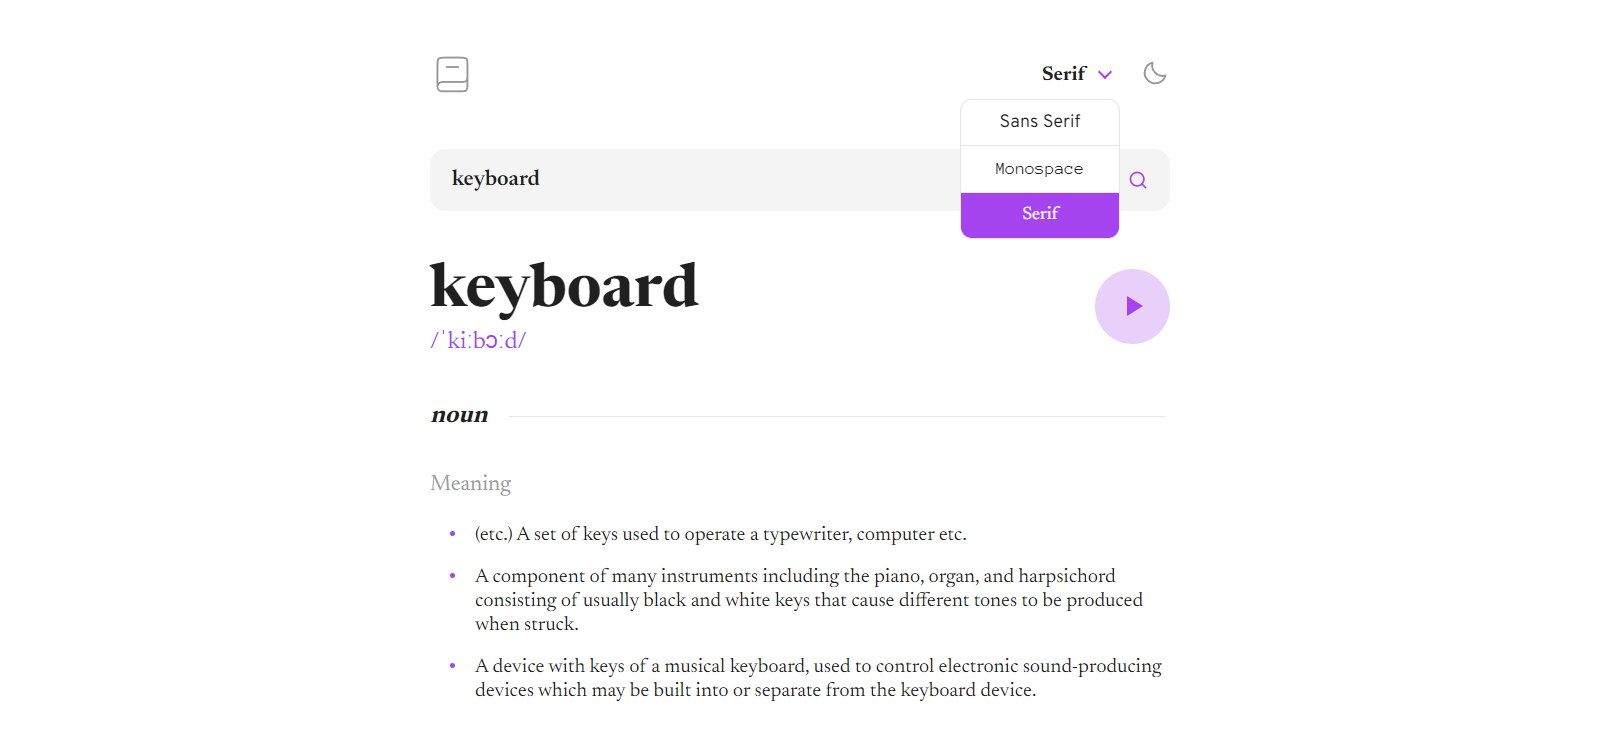 Serif
Sans Serif
Monospace
Serif
keyboard
keyboard
/ˈkiːbɔːd/
noun
Meaning
(etc.) A set of keys used to operate a typewriter, computer etc.
A component of many instruments including the piano, organ, and harpsichord
consisting of usually black and white keys that cause different tones to be produced
when struck.
A device with keys of a musical keyboard, used to control electronic sound-producing
devices which may be built into or separate from the keyboard device.